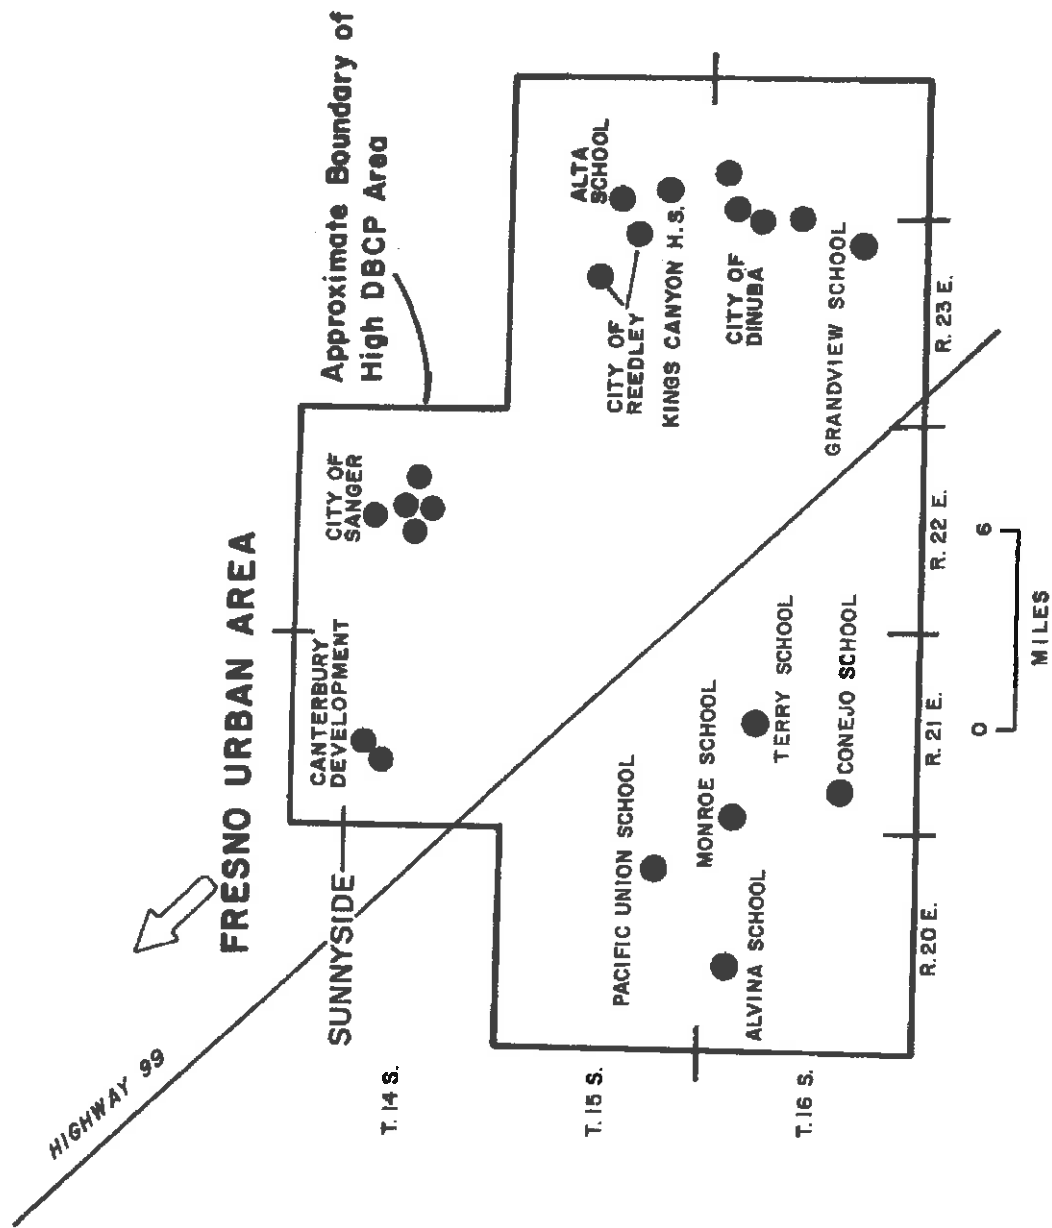 HIGHWAY 99
FRESNO URBAN AREA
Approximate Boundary of
High DBCP Area
SUNNYSIDE
CANTERBURY
DEVELOPMENT
CITY OF
SANGER
T. 14 S.
T. 15 S.
T. 16 S.
ALTA
SCHOOL
CITY OF
REEDLEY
KINGS CANYON H.S.
CITY OF
DINUBA
GRANDVIEW SCHOOL
PACIFIC UNION SCHOOL
MONROE SCHOOL
ALVINA SCHOOL
TERRY SCHOOL
CONEJO SCHOOL
R. 20 E.
R. 21 E.
R. 22 E.
R. 23 E.
0 6
MILES